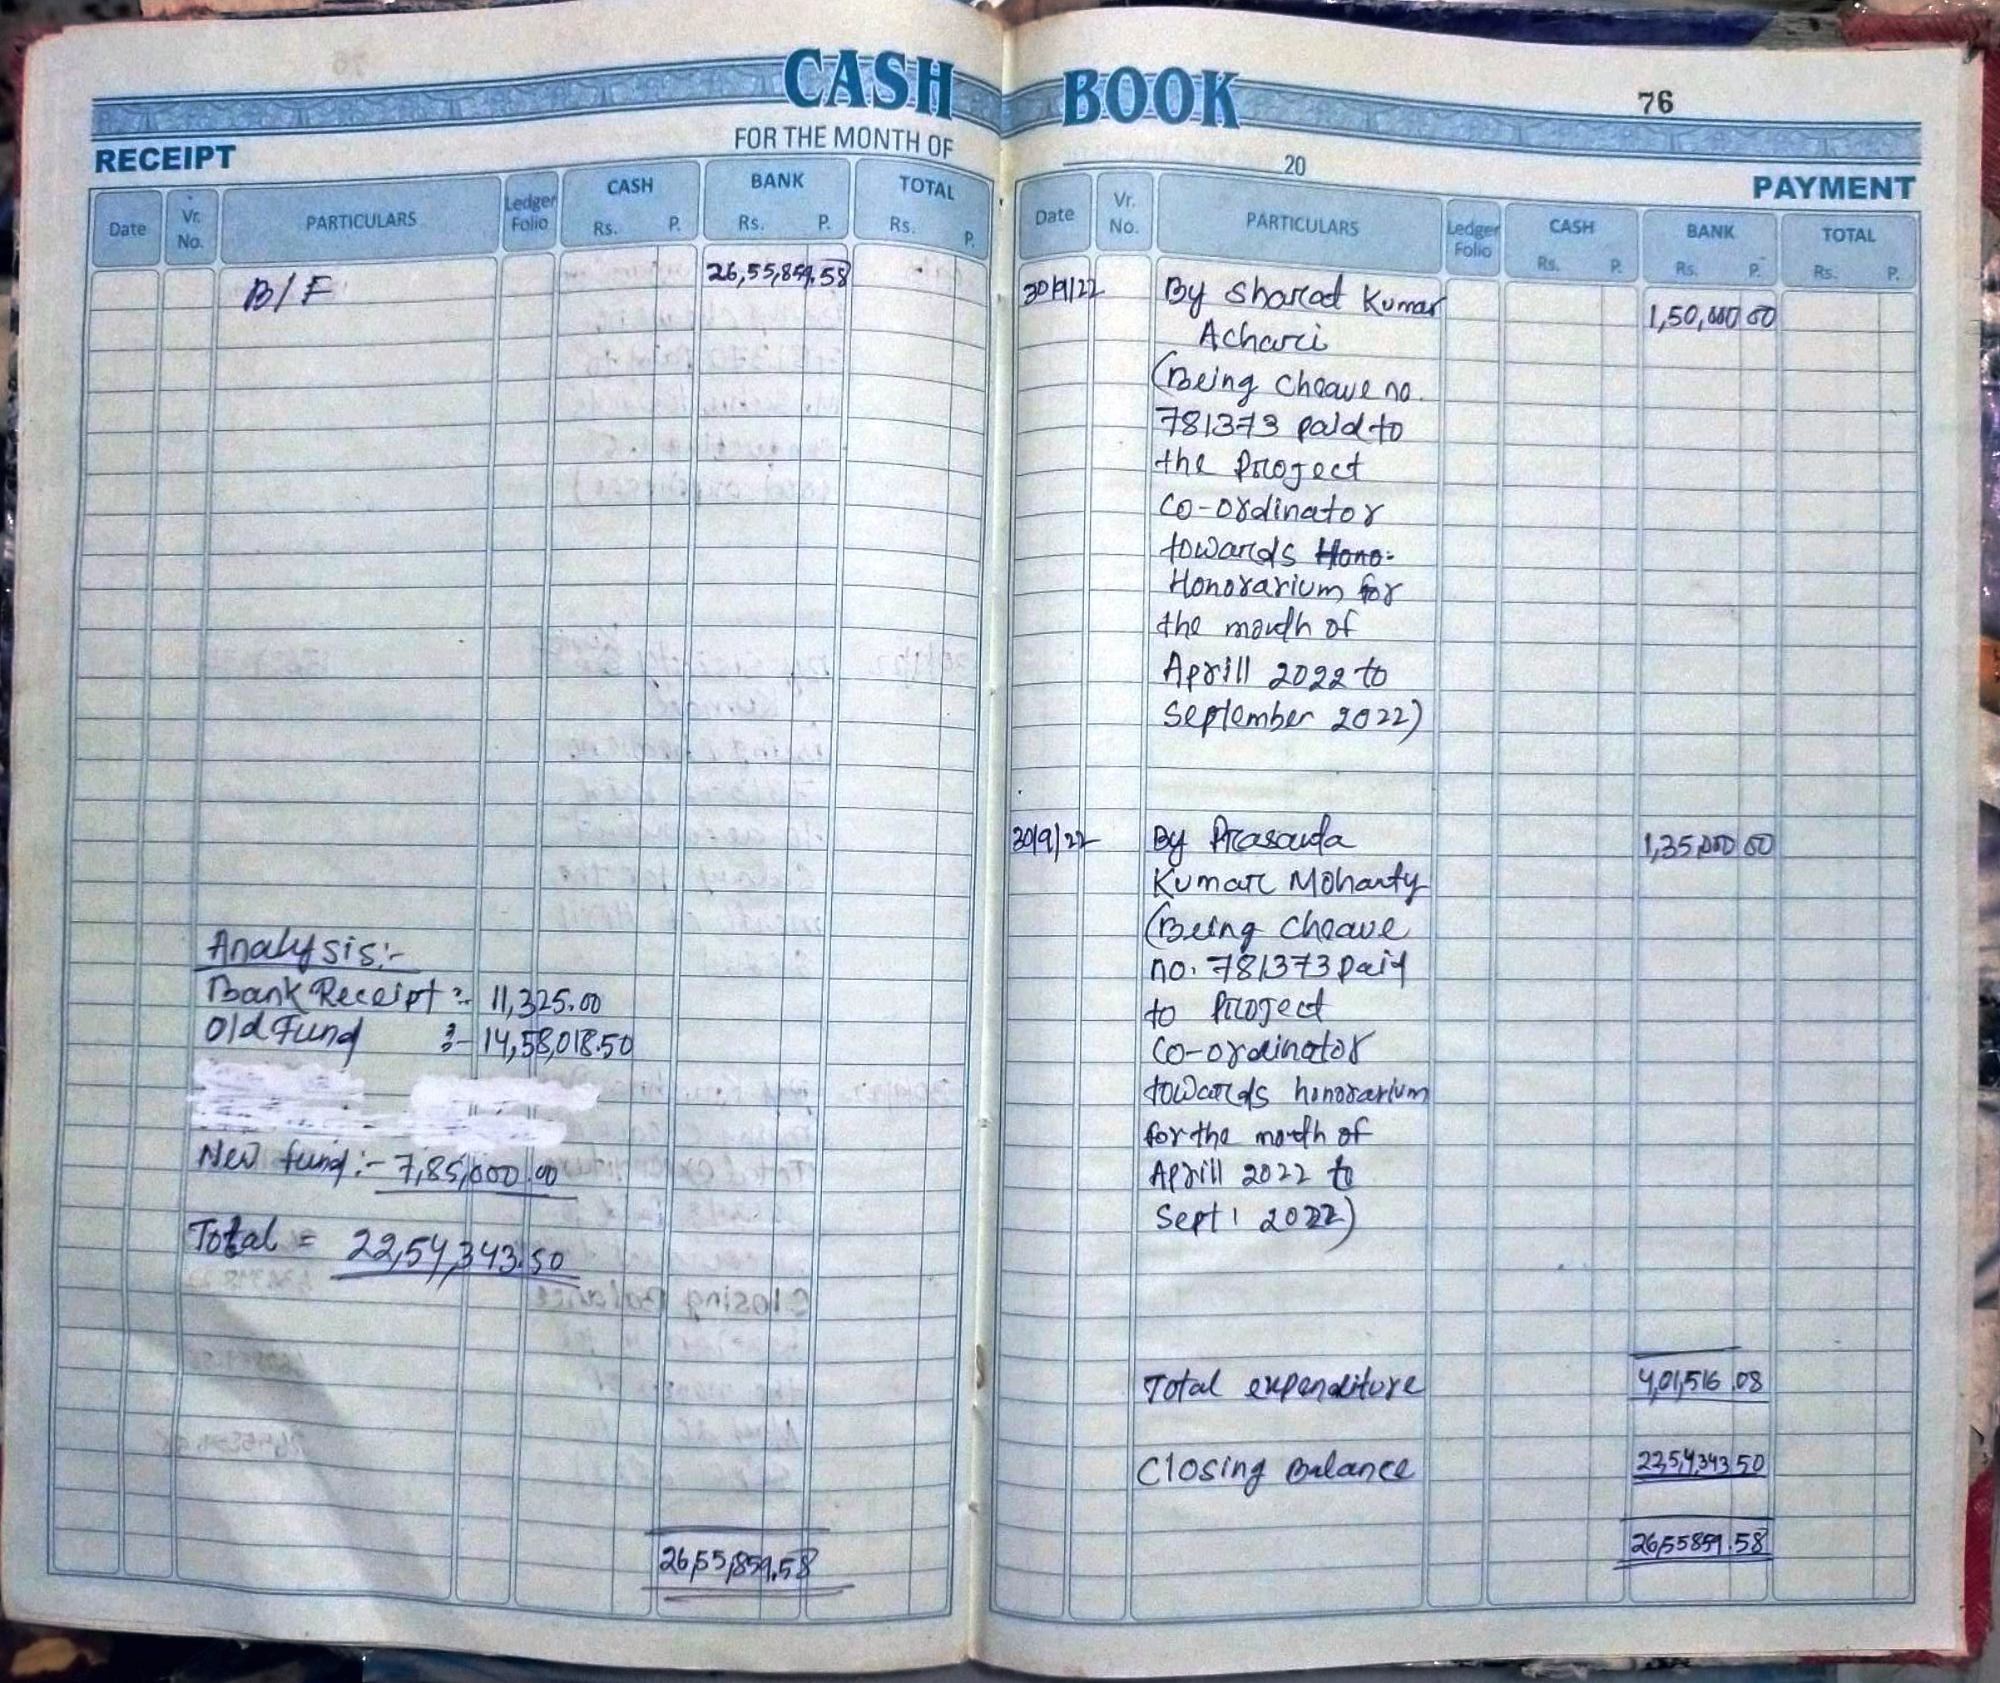 CASH BOOK
76
FOR THE MONTH OF 20
RECEIPT
PAYMENT
Date Vr. No. PARTICULARS Ledger Folio CASH Rs. P. BANK Rs. P. TOTAL Rs. P.
B/F 26,55,859.58
Analysis:-
Bank Receipt :- 11,325.00
Old Fund :- 14,58,018.50
New fund :- 7,85,000.00
Total = 22,54,343.50
26,55,859.58
Date Vr. No. PARTICULARS Ledger Folio CASH Rs. P. BANK Rs. P. TOTAL Rs. P.
30/9/22 By Sharat Kumar 1,50,000 00
Achari
(Being Cheaue no.
781373 paid to
the Project
Co-ordinator
towards Hono-
Honorarium for
the month of
Aprill 2022 to
September 2022)
30/9/22 By Prasanta 1,35,000 00
Kumar Mohanty
(Being Cheaue
no. 781373 paid
to Project
Co-ordinator
towards honorarium
for the month of
Aprill 2022 to
Sept! 2022)
Total expenditure 4,01,516.08
Closing Balance 22,54,343 50
26,55859.58